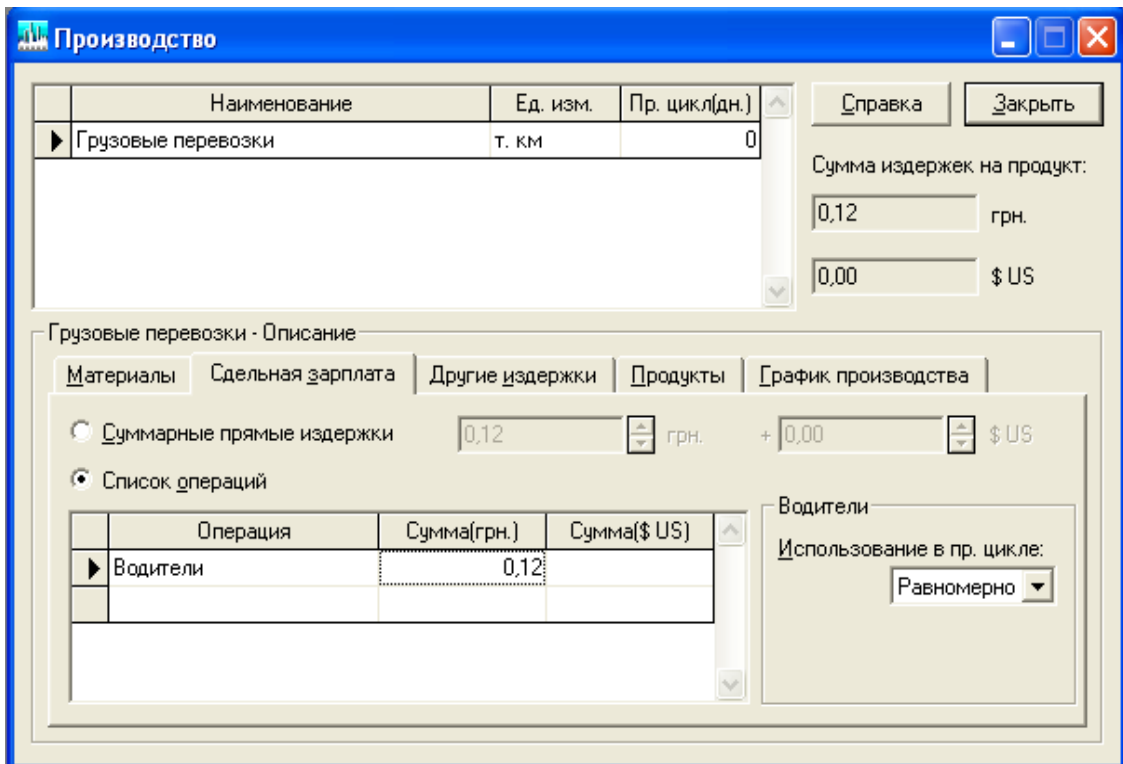 Производство
Наименование Ед. изм. Пр. цикл(дн.)
Грузовые перевозки т. км 0
Справка Закрыть
Сумма издержек на продукт:
0,12 грн.
0,00 $ US
Грузовые перевозки - Описание
Материалы Сдельная зарплата Другие издержки Продукты График производства
Суммарные прямые издержки 0,12 грн. + 0,00 $ US
Список операций
Операция Сумма(грн.) Сумма($ US)
Водители 0,12
Водители
Использование в пр. цикле:
Равномерно